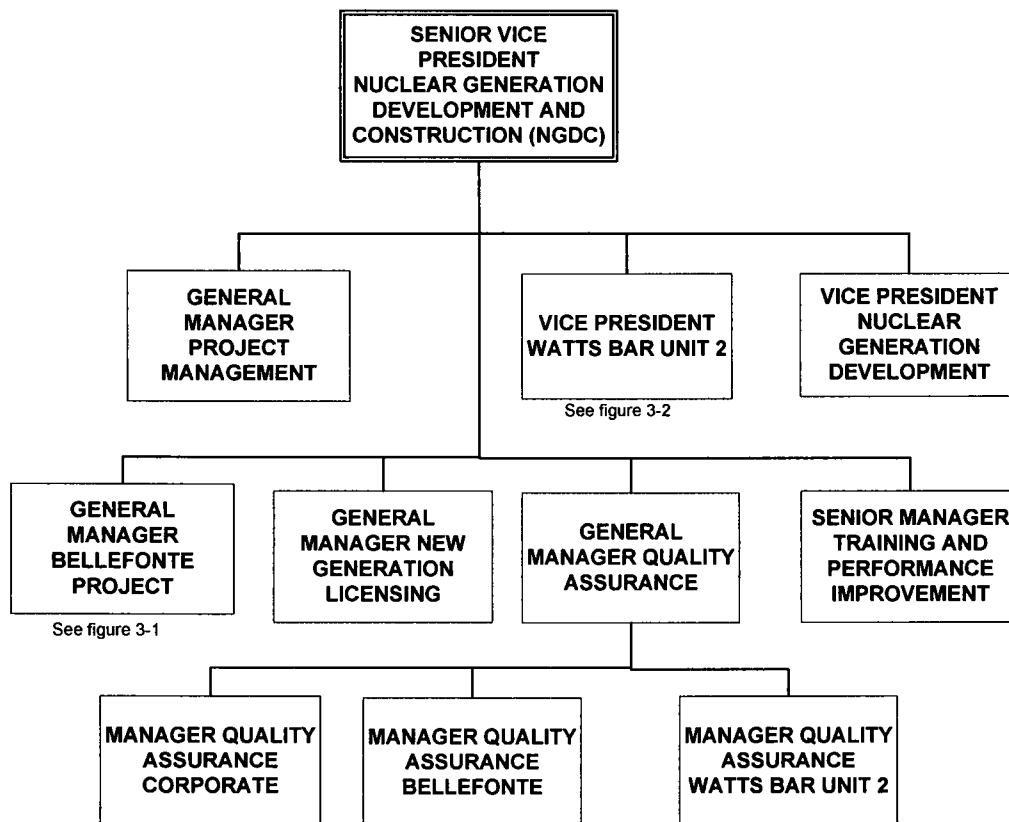 SENIOR VICE
PRESIDENT
NUCLEAR GENERATION
DEVELOPMENT AND
CONSTRUCTION (NGDC)
GENERAL
MANAGER
PROJECT
MANAGEMENT
VICE PRESIDENT
WATTS BAR UNIT 2
See figure 3-2
VICE PRESIDENT
NUCLEAR
GENERATION
DEVELOPMENT
GENERAL
MANAGER
BELLEFONTE
PROJECT
See figure 3-1
GENERAL
MANAGER NEW
GENERATION
LICENSING
GENERAL
MANAGER QUALITY
ASSURANCE
SENIOR MANAGER
TRAINING AND
PERFORMANCE
IMPROVEMENT
MANAGER QUALITY
ASSURANCE
CORPORATE
MANAGER QUALITY
ASSURANCE
BELLEFONTE
MANAGER QUALITY
ASSURANCE
WATTS BAR UNIT 2